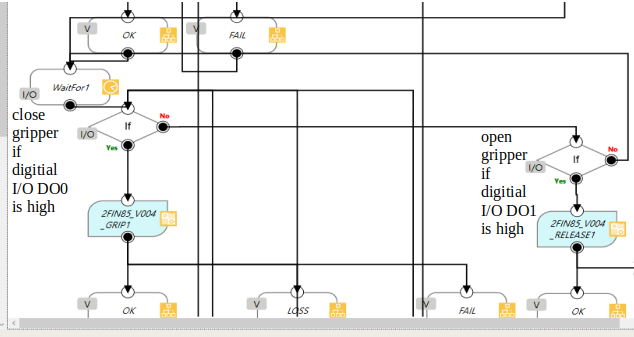 V
OK
V
FAIL
WaitFor1
I/O
close
gripper
if
digitial
I/O DO0
is high
If
No
I/O
Yes
open
gripper
if
digitial
I/O DO1
is high
If
No
I/O
Yes
2FIN85_V004
_GRIP1
2FIN85_V004
_RELEASE1
V
OK
V
LOSS
V
FAIL
V
OK